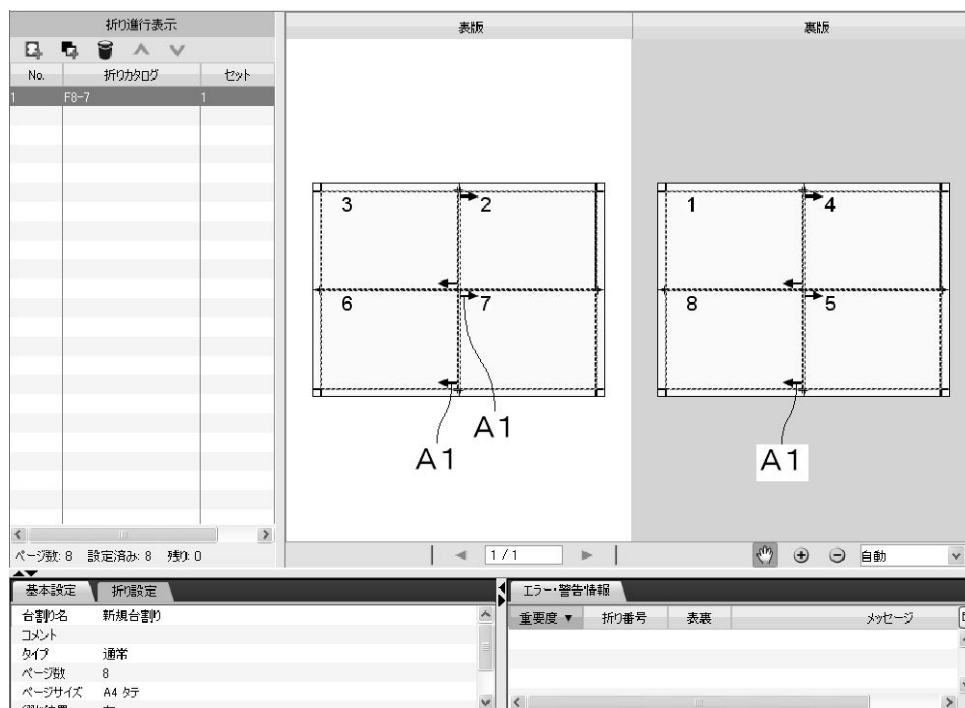 折り進行表示
No. 折りカタログ セット
1 F8-7 1
ページ数: 8 設定済み: 8 残り: 0
表版
裏版
3 2
6 7
A1
A1
1 4
8 5
A1
1 / 1
自動
基本設定 折り設定
台割り名 新規台割り
コメント
タイプ 通常
ページ数 8
ページサイズ A4 タテ
エラー・警告情報
重要度 ▼ 折り番号 表裏 メッセージ